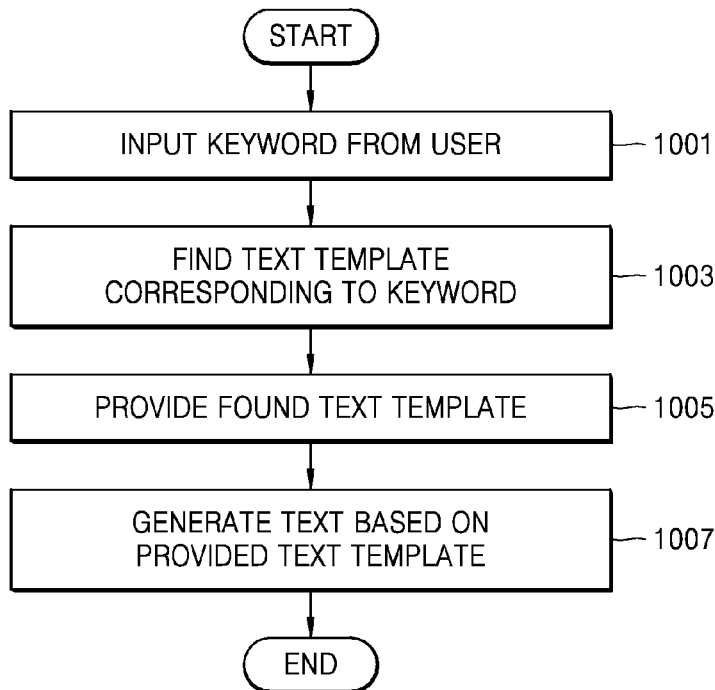 START
INPUT KEYWORD FROM USER
1001
FIND TEXT TEMPLATE
CORRESPONDING TO KEYWORD
1003
PROVIDE FOUND TEXT TEMPLATE
1005
GENERATE TEXT BASED ON
PROVIDED TEXT TEMPLATE
1007
END